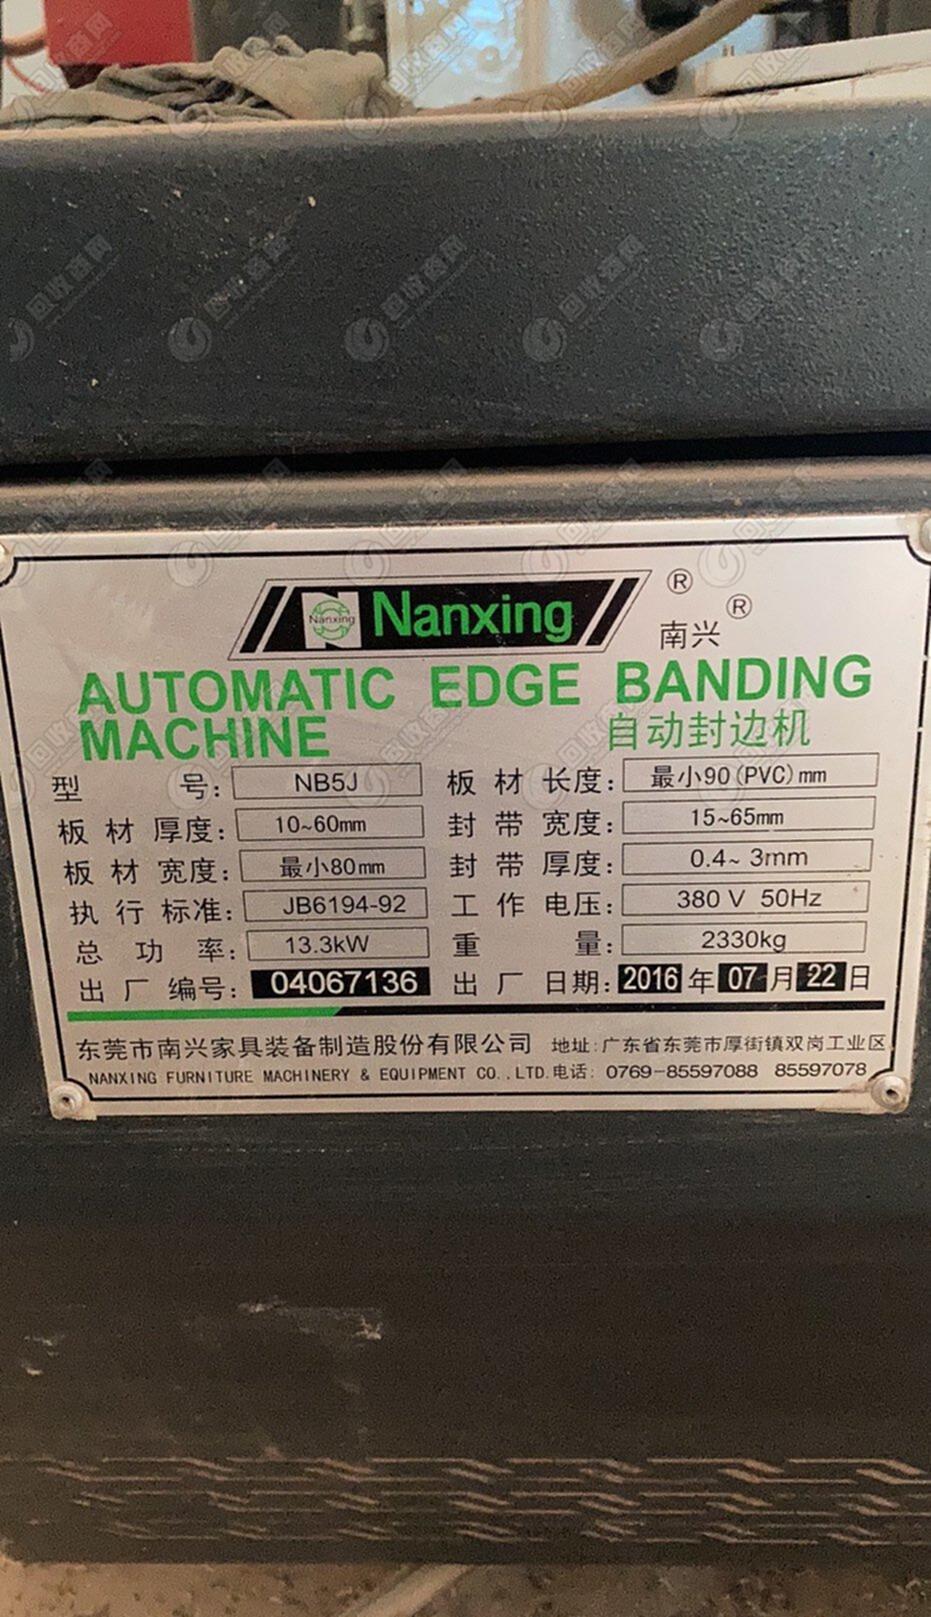 Nanxing Nanxing ®
南兴 ®
AUTOMATIC EDGE BANDING
MACHINE 自动封边机
型 号: NB5J 板材长度: 最小90(PVC)mm
板材厚度: 10~60mm 封带宽度: 15~65mm
板材宽度: 最小80mm 封带厚度: 0.4~3mm
执行标准: JB6194-92 工作电压: 380 V 50Hz
总功率: 13.3kW 重 量: 2330kg
出厂编号: 04067136 出厂日期: 2016年07月22日
东莞市南兴家具装备制造股份有限公司 地址:广东省东莞市厚街镇双岗工业区
NANXING FURNITURE MACHINERY & EQUIPMENT CO.,LTD.电话: 0769-85597088 85597078
回收商网